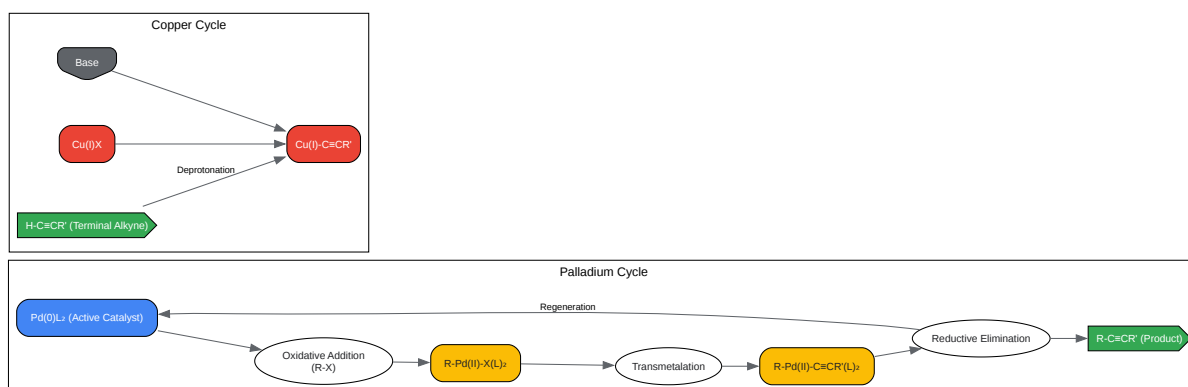 Copper Cycle
Base
Cu(I)X
Cu(I)-C≡CR'
Deprotonation
H-C≡CR' (Terminal Alkyne)
Palladium Cycle
Regeneration
Pd(0)L₂ (Active Catalyst)
Oxidative Addition
(R-X)
R-Pd(II)-X(L)₂
Transmetalation
R-Pd(II)-C≡CR'(L)₂
Reductive Elimination
R-C≡CR' (Product)